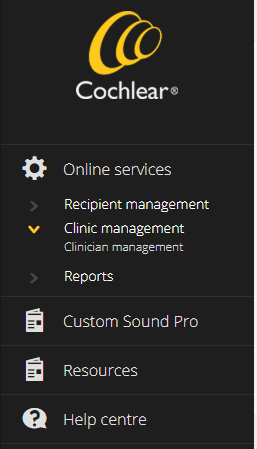 Cochlear®
Online services
Recipient management
Clinic management
Clinician management
Reports
Custom Sound Pro
Resources
Help centre